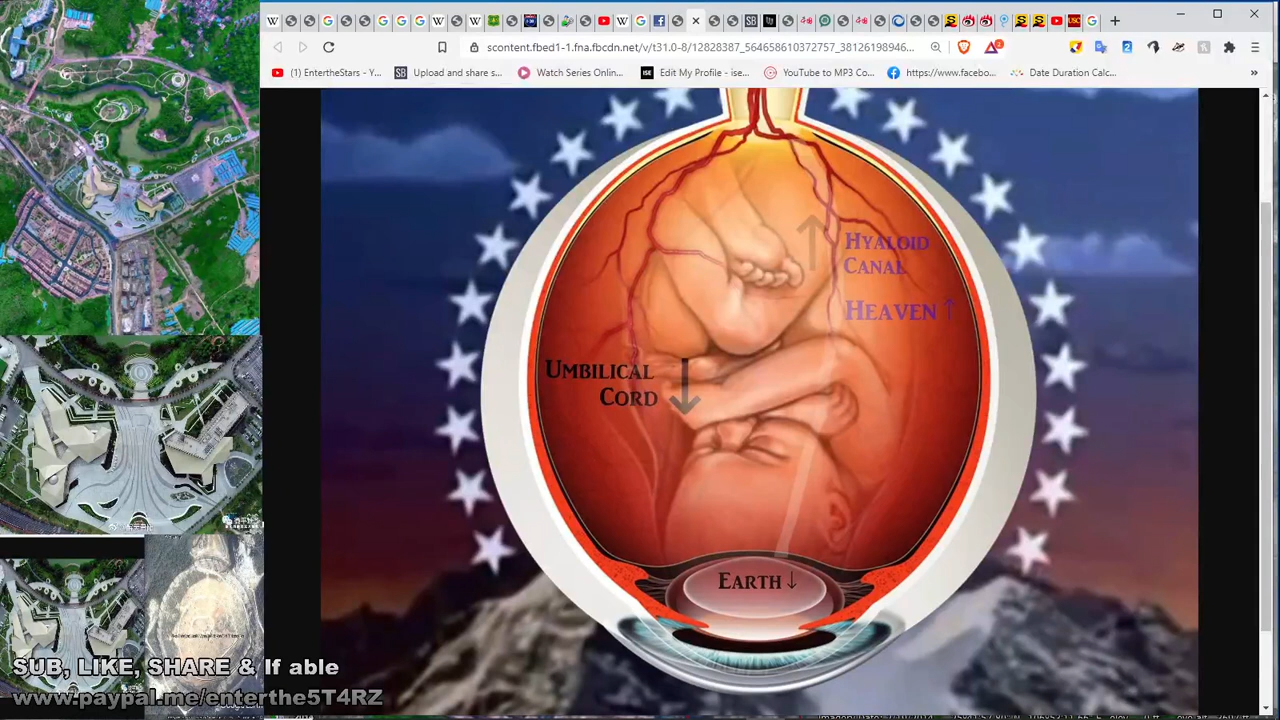 scontent.fbed1-1.fna.fbcdn.net/v/t31.0-8/12828387_564658610372757_38126198946...
(1) EntertheStars - Y...
Upload and share s...
Watch Series Onlin...
Edit My Profile - ise...
YouTube to MP3 Co...
https://www.facebo...
Date Duration Calc...
HYALOID
CANAL
HEAVEN ↑
UMBILICAL
CORD
EARTH ↓
SUB, LIKE, SHARE & If able
www.paypal.me/enterthe5T4RZ